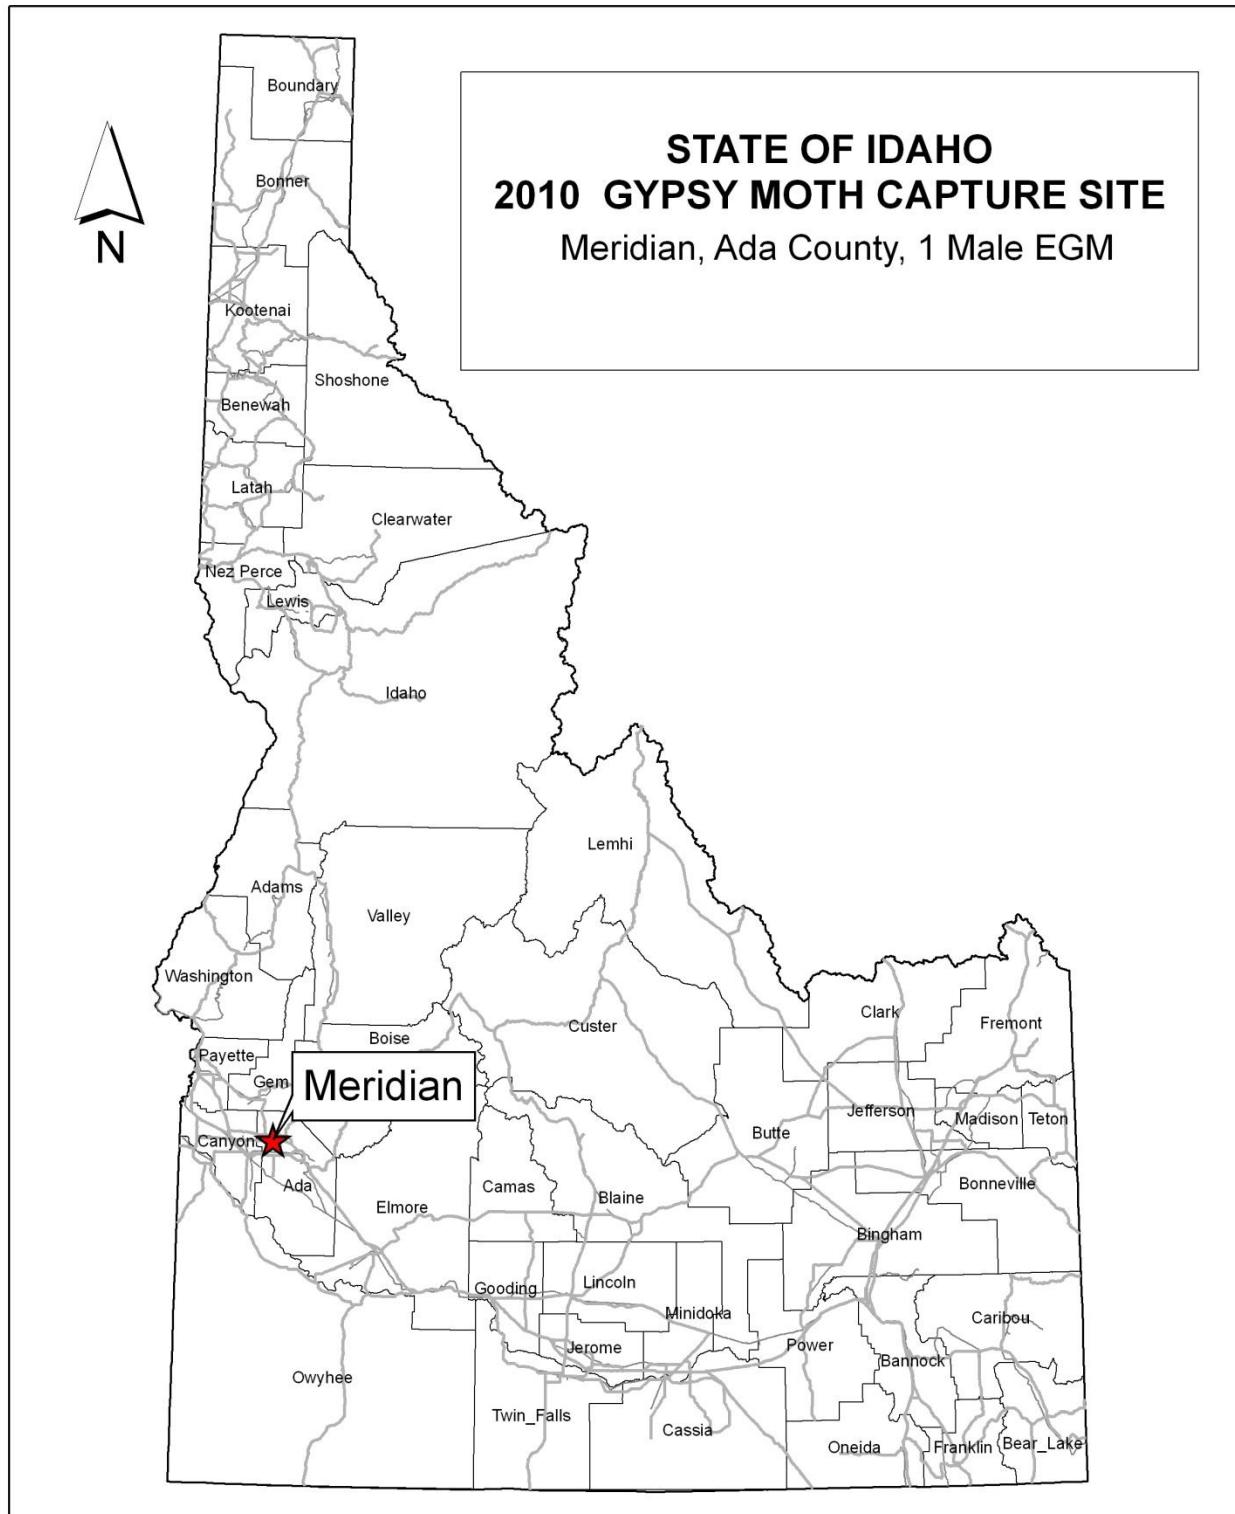 STATE OF IDAHO
2010 GYPSY MOTH CAPTURE SITE
Meridian, Ada County, 1 Male EGM
N
Boundary
Bonner
Kootenai
Shoshone
Benewah
Latah
Clearwater
Nez Perce
Lewis
Idaho
Lemhi
Adams
Valley
Washington
Clark
Fremont
Custer
Boise
Payette
Gem
Meridian
Jefferson
Madison
Teton
Butte
Canyon
Ada
Camas
Blaine
Bonneville
Elmore
Bingham
Gooding
Lincoln
Minidoka
Caribou
Jerome
Power
Bannock
Owyhee
Twin_Falls
Cassia
Oneida
Franklin
Bear_Lake